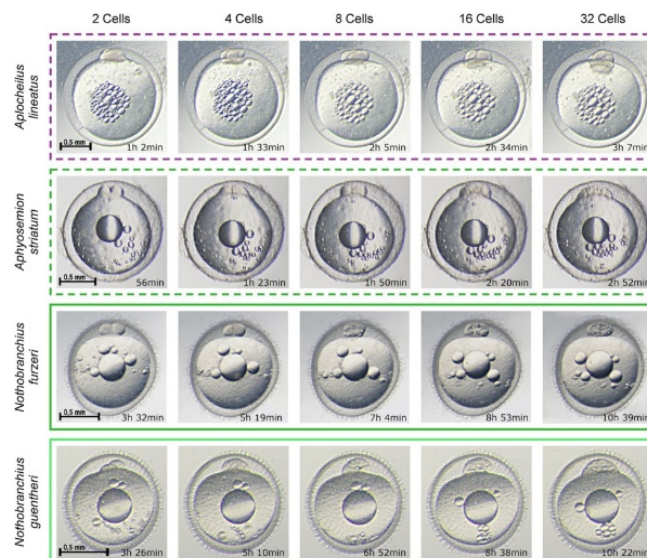 2 Cells 4 Cells 8 Cells 16 Cells 32 Cells
Aplocheilus
lineatus
0.5 mm
1h 2min 1h 33min 2h 5min 2h 34min 3h 7min
Aphyosemion
striatum
0.5 mm
56min 1h 23min 1h 50min 2h 20min 2h 52min
Nothobranchius
furzeri
0.5 mm
3h 32min 5h 19min 7h 4min 8h 53min 10h 39min
Nothobranchius
guentheri
0.5 mm
3h 26min 5h 10min 6h 52min 8h 38min 10h 22min